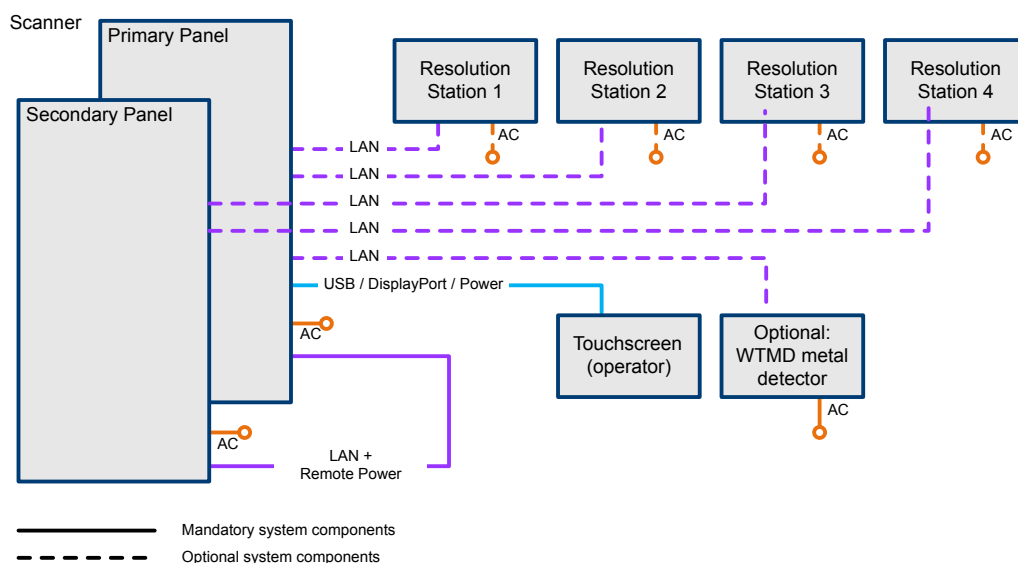 Scanner
Primary Panel
Secondary Panel
Resolution
Station 1
Resolution
Station 2
Resolution
Station 3
Resolution
Station 4
AC
AC
AC
AC
LAN
LAN
LAN
LAN
LAN
USB / DisplayPort / Power
AC
Touchscreen
(operator)
Optional:
WTMD metal
detector
AC
AC
LAN +
Remote Power
Mandatory system components
Optional system components